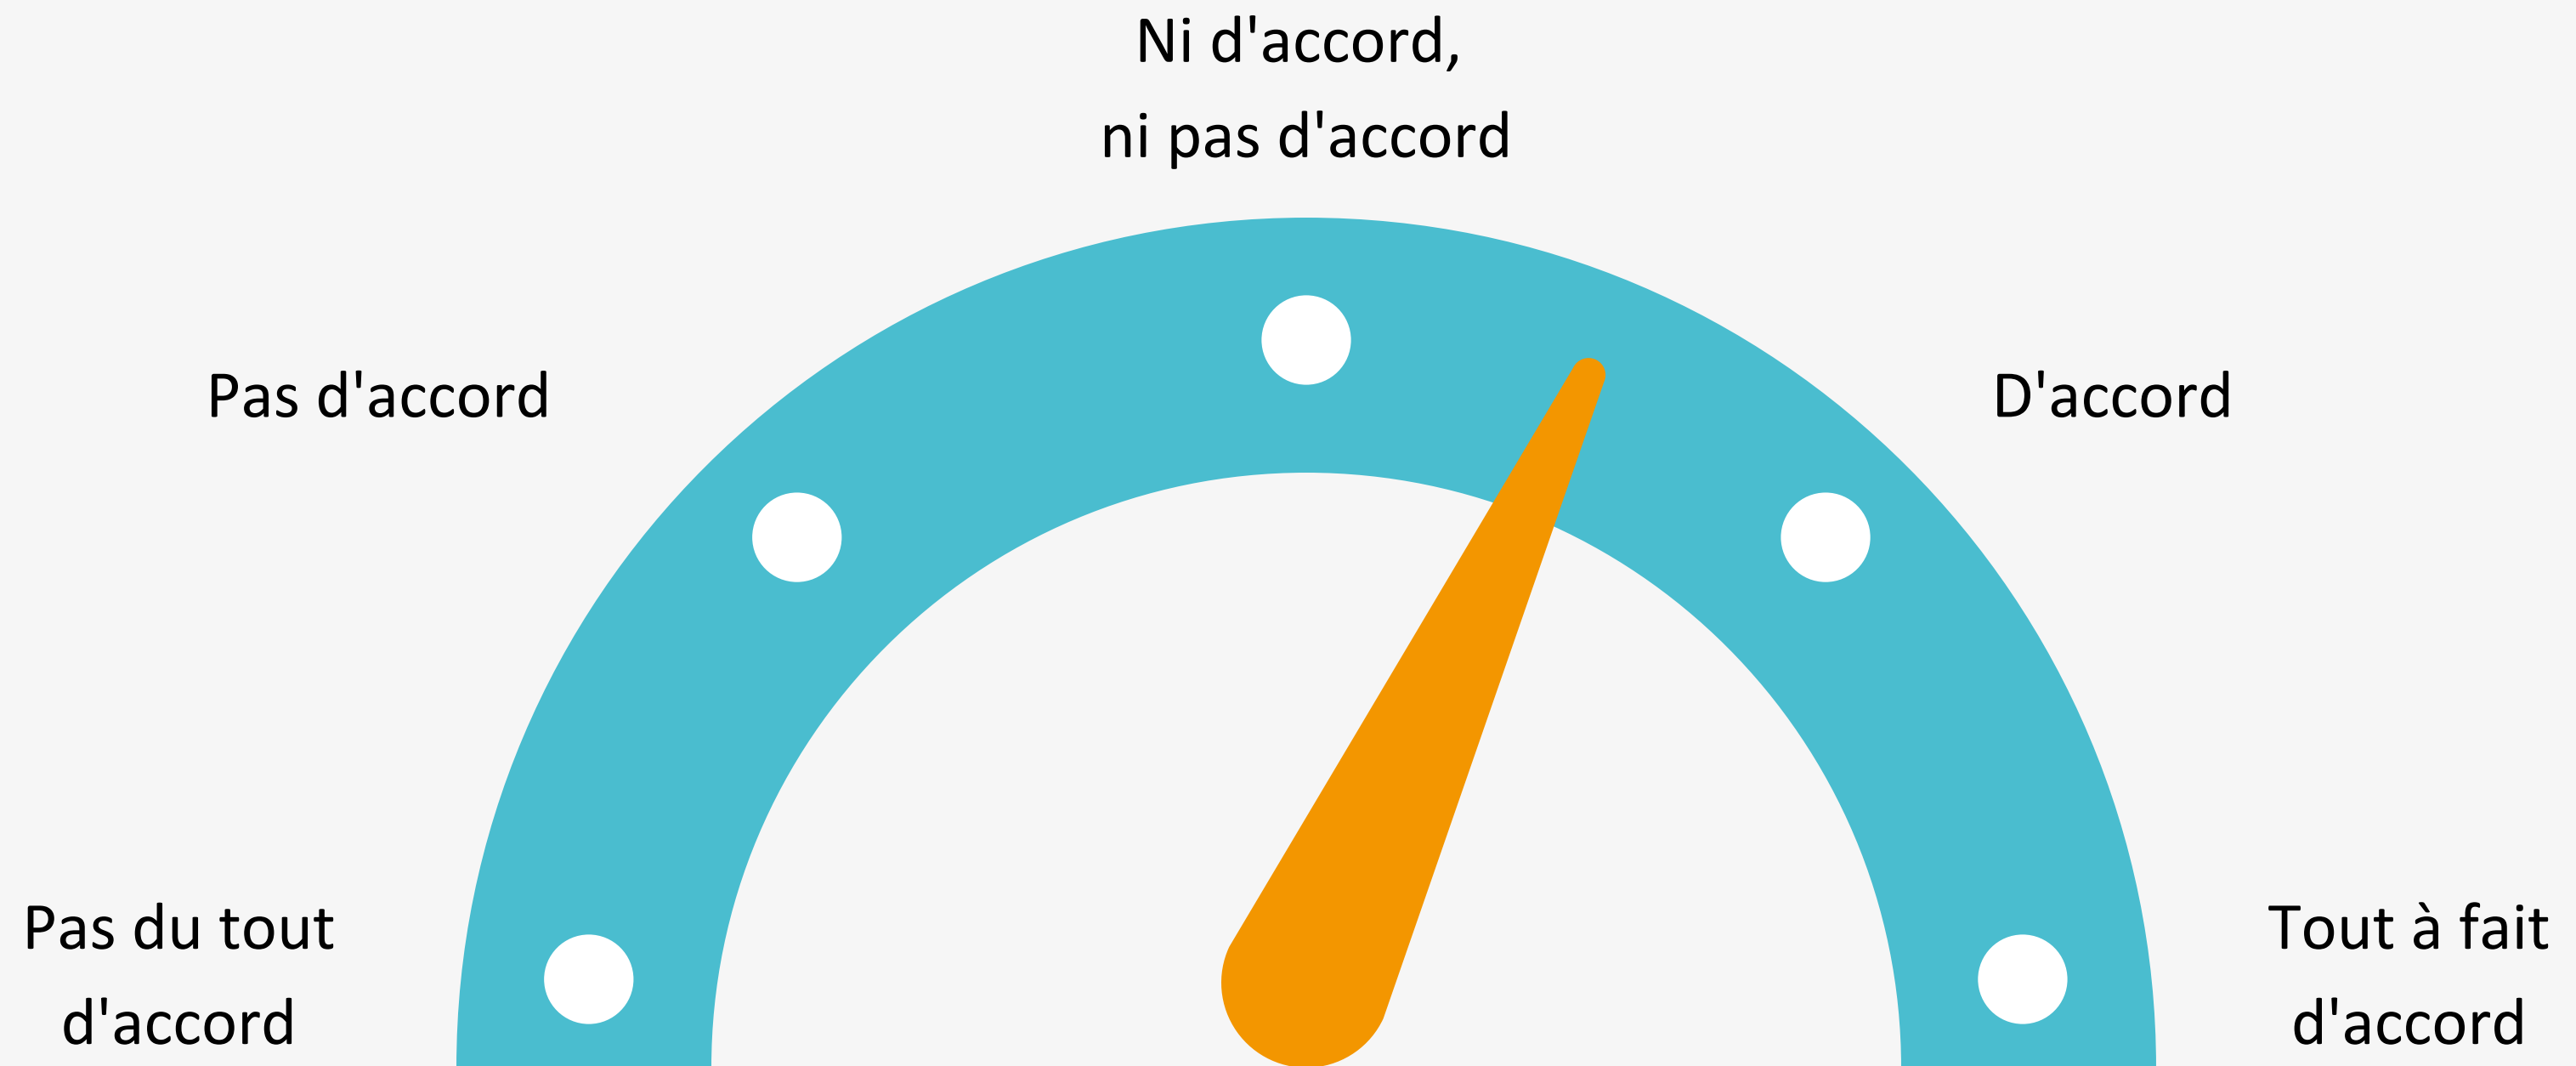 Ni d'accord,
ni pas d'accord
Pas d'accord
D'accord
Pas du tout
d'accord
Tout à fait
d'accord